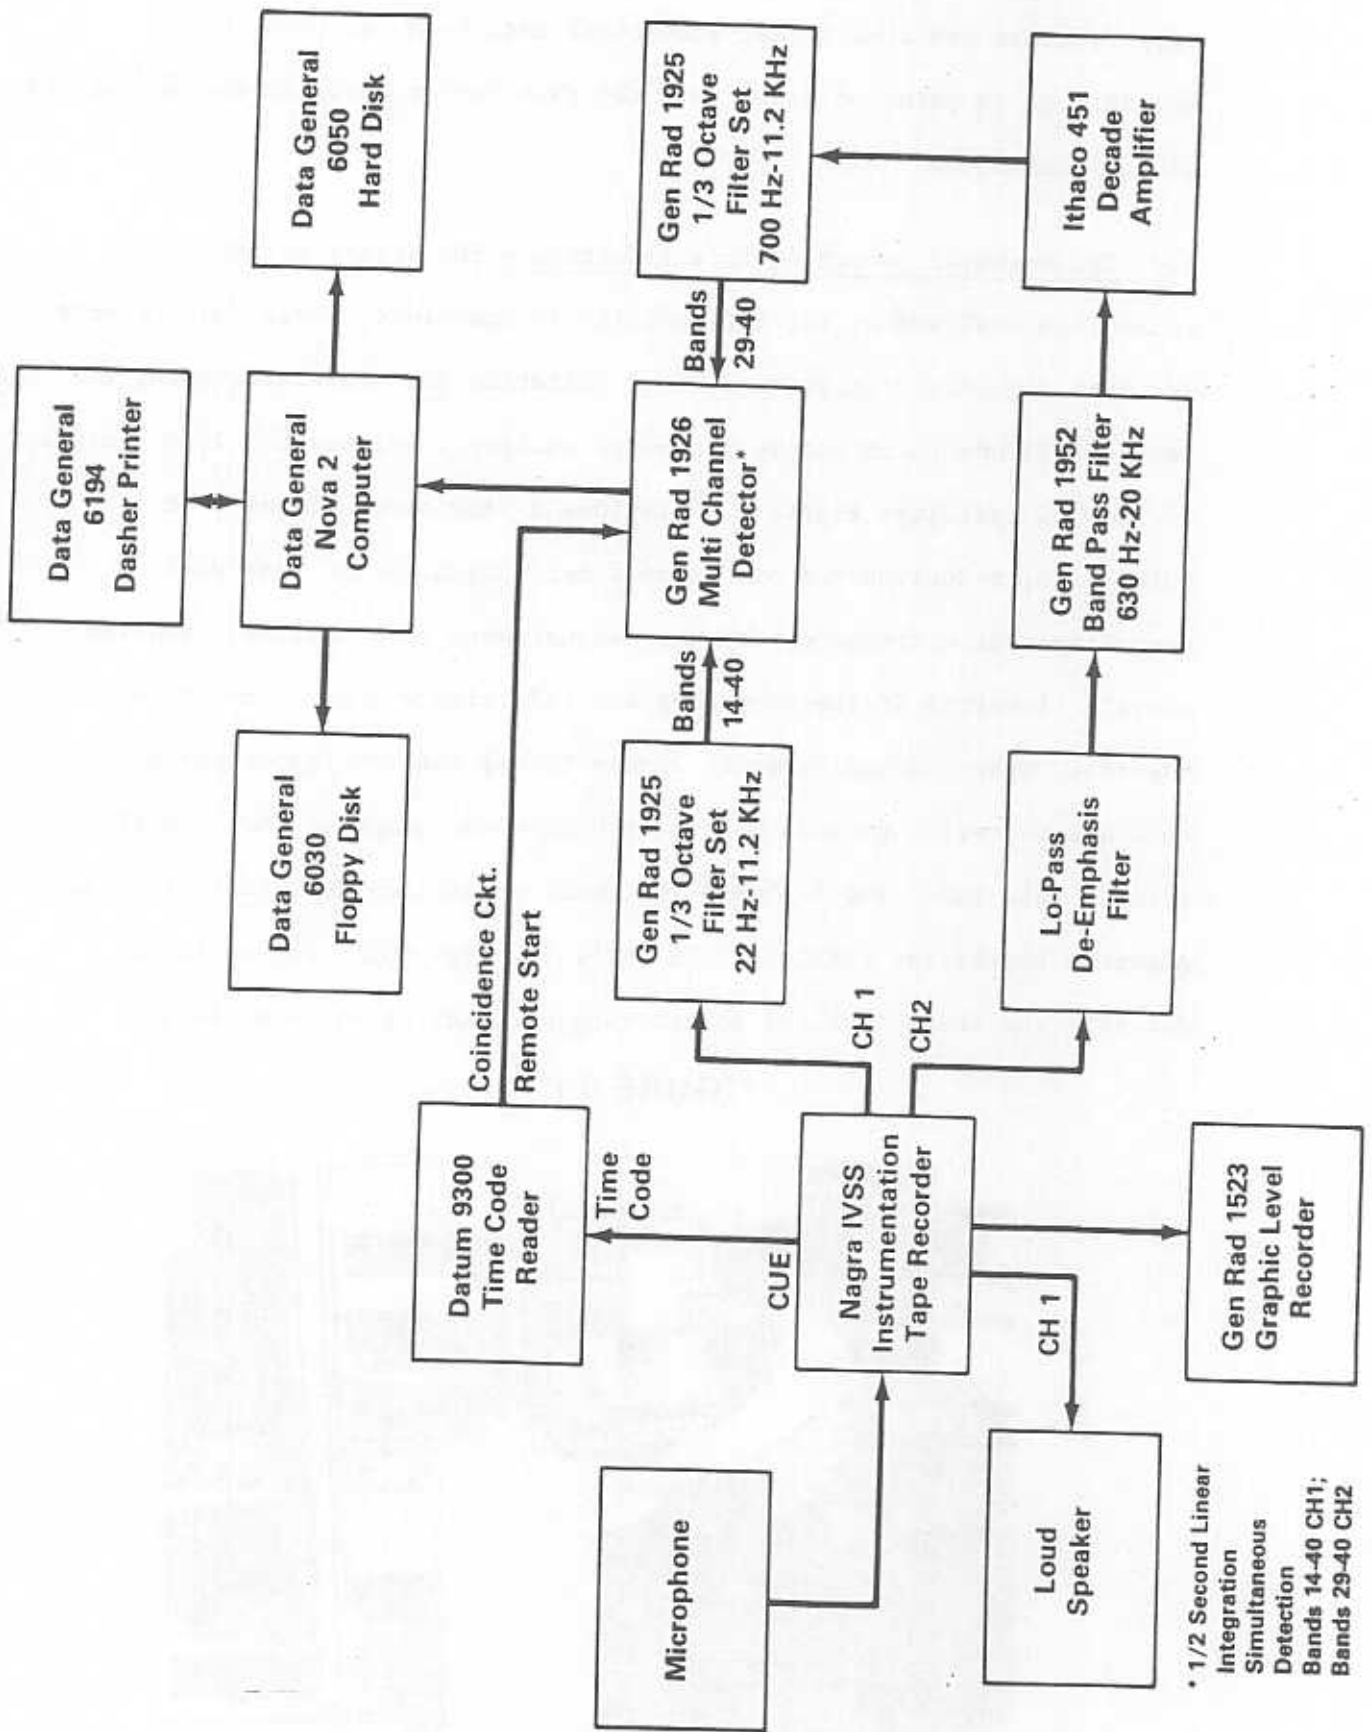 Data General
6194
Dasher Printer
Data General
6030
Floppy Disk
Data General
Nova 2
Computer
Data General
6050
Hard Disk
Datum 9300
Time Code
Reader
Coincidence Ckt.
Remote Start
Time
Code
CUE
Gen Rad 1925
1/3 Octave
Filter Set
22 Hz-11.2 KHz
Bands
14-40
Gen Rad 1926
Multi Channel
Detector*
Bands
29-40
Gen Rad 1925
1/3 Octave
Filter Set
700 Hz-11.2 KHz
Microphone
Nagra IVSS
Instrumentation
Tape Recorder
CH 1
CH2
Lo-Pass
De-Emphasis
Filter
Gen Rad 1952
Band Pass Filter
630 Hz-20 KHz
Ithaco 451
Decade
Amplifier
CH 1
Loud
Speaker
Gen Rad 1523
Graphic Level
Recorder
* 1/2 Second Linear
Integration
Simultaneous
Detection
Bands 14-40 CH1;
Bands 29-40 CH2